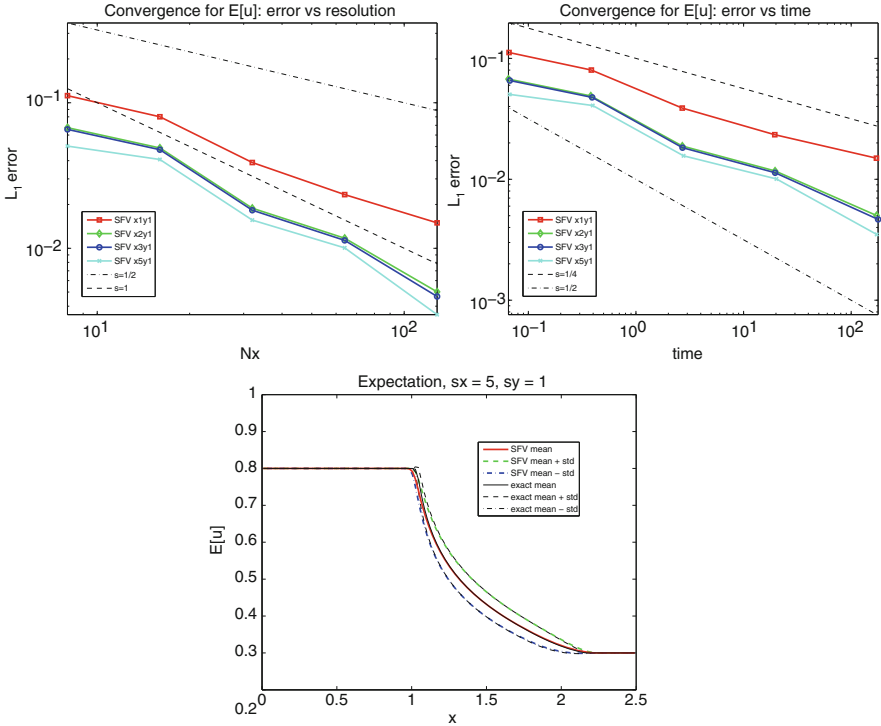 Convergence for E[u]: error vs resolution
L1 error
10^-1
10^-2
SFV x1y1
SFV x2y1
SFV x3y1
SFV x5y1
s=1/2
s=1
10^1
10^2
Nx
Convergence for E[u]: error vs time
L1 error
10^-1
10^-2
10^-3
SFV x1y1
SFV x2y1
SFV x3y1
SFV x5y1
s=1/4
s=1/2
10^-1
10^0
10^1
10^2
time
Expectation, sx = 5, sy = 1
E[u]
1
0.9
0.8
0.7
0.6
0.5
0.4
0.3
0.2
SFV mean
SFV mean + std
SFV mean − std
exact mean
exact mean + std
exact mean − std
0
0.5
1
1.5
2
2.5
x